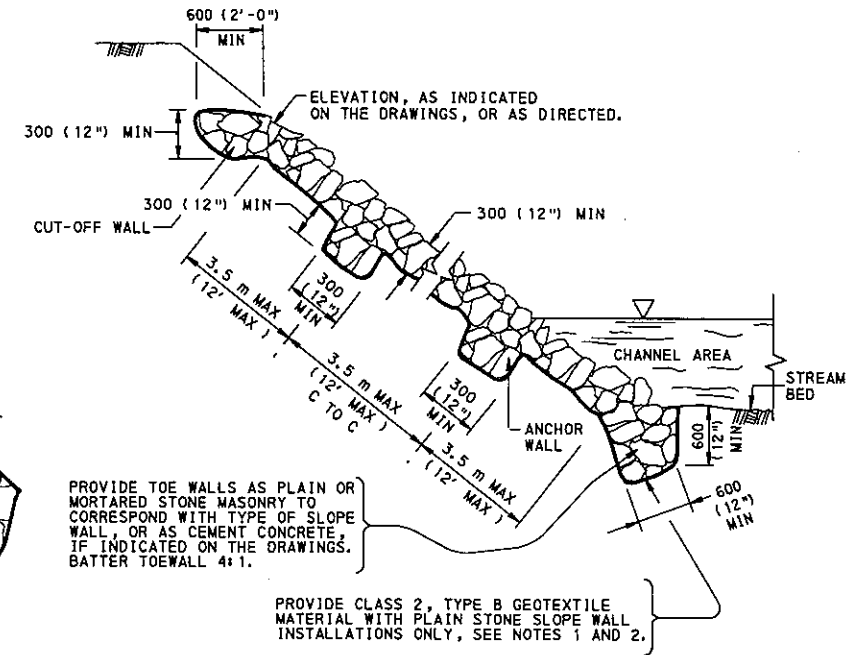 600 (2'-0")
MIN
ELEVATION, AS INDICATED
ON THE DRAWINGS, OR AS DIRECTED.
300 (12") MIN
300 (12") MIN
300 (12") MIN
CUT-OFF WALL
3.5 m MAX
(12' MAX)
300
(12")
MIN
3.5 m MAX
(12' MAX)
C TO C
300
(12")
MIN
3.5 m MAX
(12' MAX)
CHANNEL AREA
STREAM
BED
ANCHOR
WALL
600
(12")
MIN
600
(12")
MIN
PROVIDE TOE WALLS AS PLAIN OR
MORTARED STONE MASONRY TO
CORRESPOND WITH TYPE OF SLOPE
WALL, OR AS CEMENT CONCRETE,
IF INDICATED ON THE DRAWINGS.
BATTER TOEWALL 4:1.
PROVIDE CLASS 2, TYPE B GEOTEXTILE
MATERIAL WITH PLAIN STONE SLOPE WALL
INSTALLATIONS ONLY, SEE NOTES 1 AND 2.